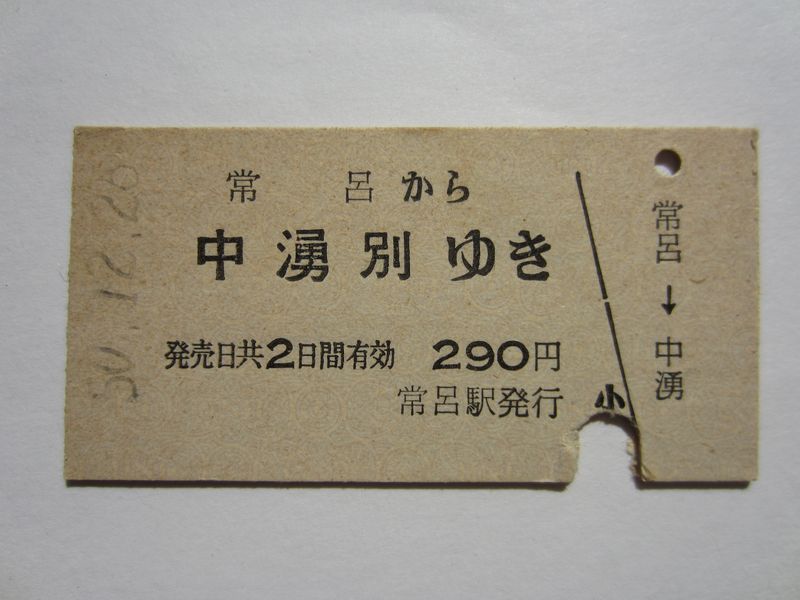 常呂から
中湧別ゆき
発売日共2日間有効 290円
常呂駅発行
小
常呂→中湧
50.12.26